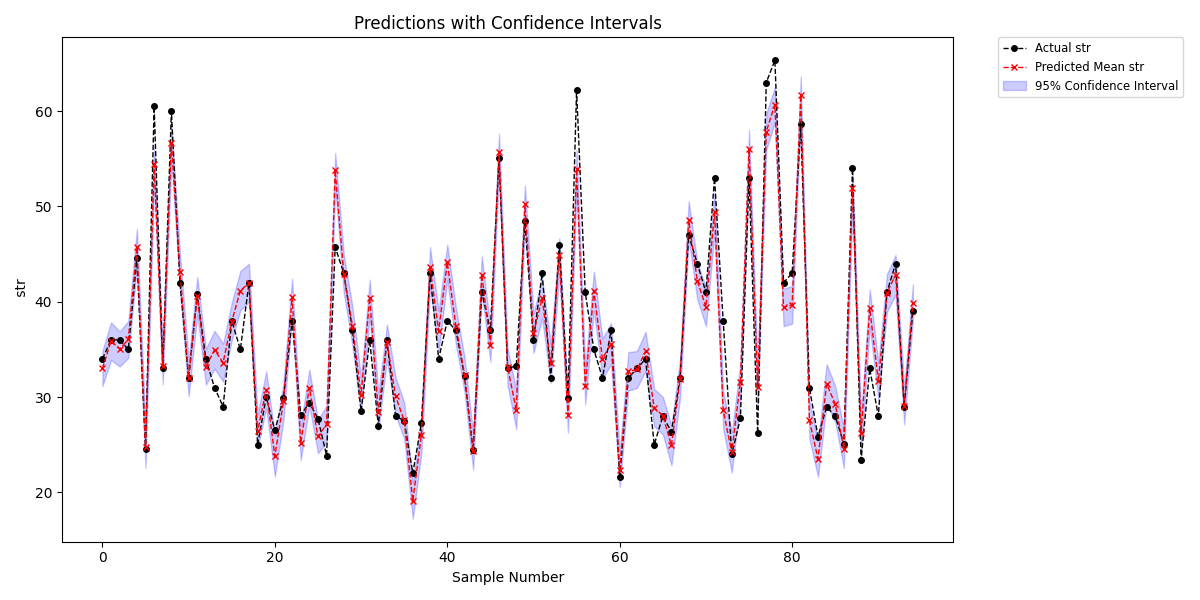 Predictions with Confidence Intervals
Actual str
Predicted Mean str
95% Confidence Interval
str
60
50
40
30
20
0
20
40
60
80
Sample Number